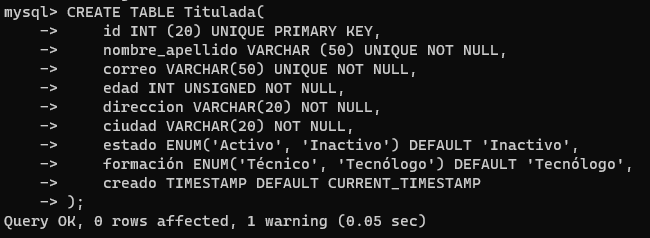 mysql> CREATE TABLE Titulada(
    ->     id INT (20) UNIQUE PRIMARY KEY,
    ->     nombre_apellido VARCHAR (50) UNIQUE NOT NULL,
    ->     correo VARCHAR(50) UNIQUE NOT NULL,
    ->     edad INT UNSIGNED NOT NULL,
    ->     direccion VARCHAR(20) NOT NULL,
    ->     ciudad VARCHAR(20) NOT NULL,
    ->     estado ENUM('Activo', 'Inactivo') DEFAULT 'Inactivo',
    ->     formación ENUM('Técnico', 'Tecnólogo') DEFAULT 'Tecnólogo',
    ->     creado TIMESTAMP DEFAULT CURRENT_TIMESTAMP
    -> );
Query OK, 0 rows affected, 1 warning (0.05 sec)